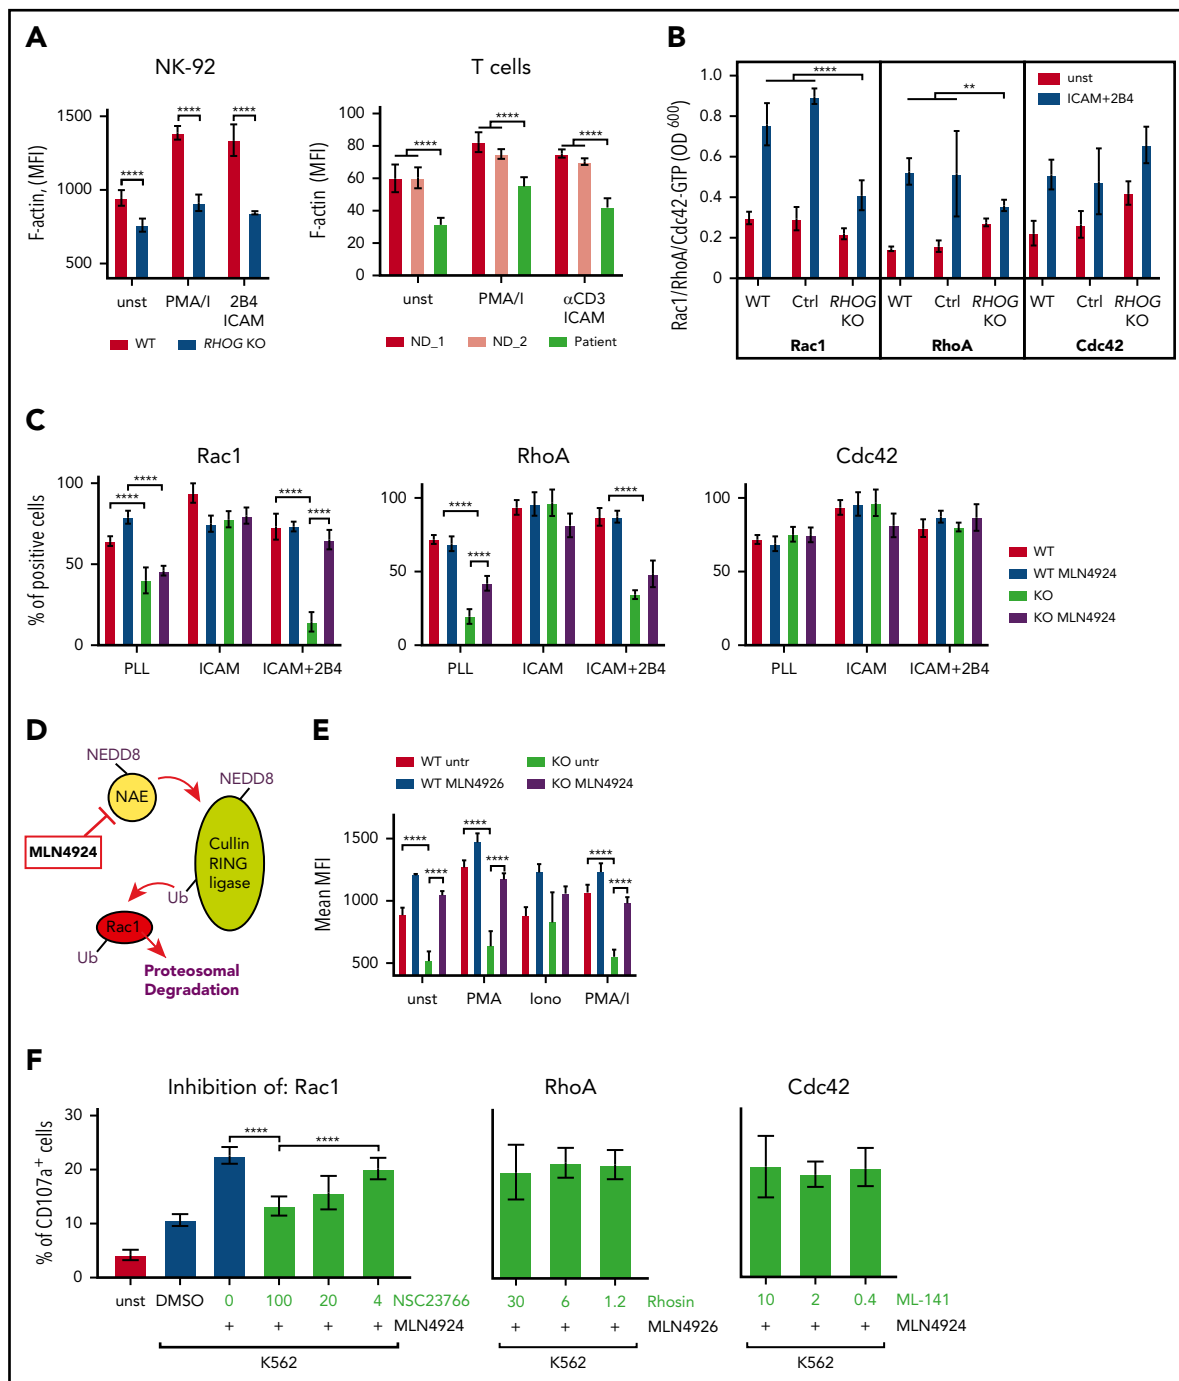 A
NK-92
F-actin, (MFI)
1500
1000
500
****
****
****
unst
PMA/I
2B4
ICAM
WT
RHOG KO
T cells
F-actin (MFI)
100
80
60
40
20
0
****
****
****
unst
PMA/I
αCD3
ICAM
ND_1
ND_2
Patient
B
Rac1/RhoA/Cdc42-GTP (OD 600)
1.0
0.8
0.6
0.4
0.2
0
****
**
unst
ICAM+2B4
WT
Ctrl
RHOG
KO
WT
Ctrl
RHOG
KO
WT
Ctrl
RHOG
KO
Rac1
RhoA
Cdc42
C
Rac1
% of positive cells
100
50
0
****
****
****
****
PLL
ICAM
ICAM+2B4
RhoA
100
50
0
****
****
****
PLL
ICAM
ICAM+2B4
Cdc42
100
50
0
PLL
ICAM
ICAM+2B4
WT
WT MLN4924
KO
KO MLN4924
D
NEDD8
NAE
NEDD8
MLN4924
Cullin
RING
ligase
Ub
Rac1
Ub
Proteosomal
Degradation
E
WT untr
KO untr
WT MLN4926
KO MLN4924
Mean MFI
1500
1000
500
****
****
****
****
****
****
unst
PMA
Iono
PMA/I
F
Inhibition of: Rac1
% of CD107a+ cells
30
20
10
0
****
****
unst
DMSO
0
100
20
4
NSC23766
+
+
+
+
MLN4924
K562
RhoA
30
6
1.2
Rhosin
+
+
+
MLN4926
K562
Cdc42
10
2
0.4
ML-141
+
+
+
MLN4924
K562